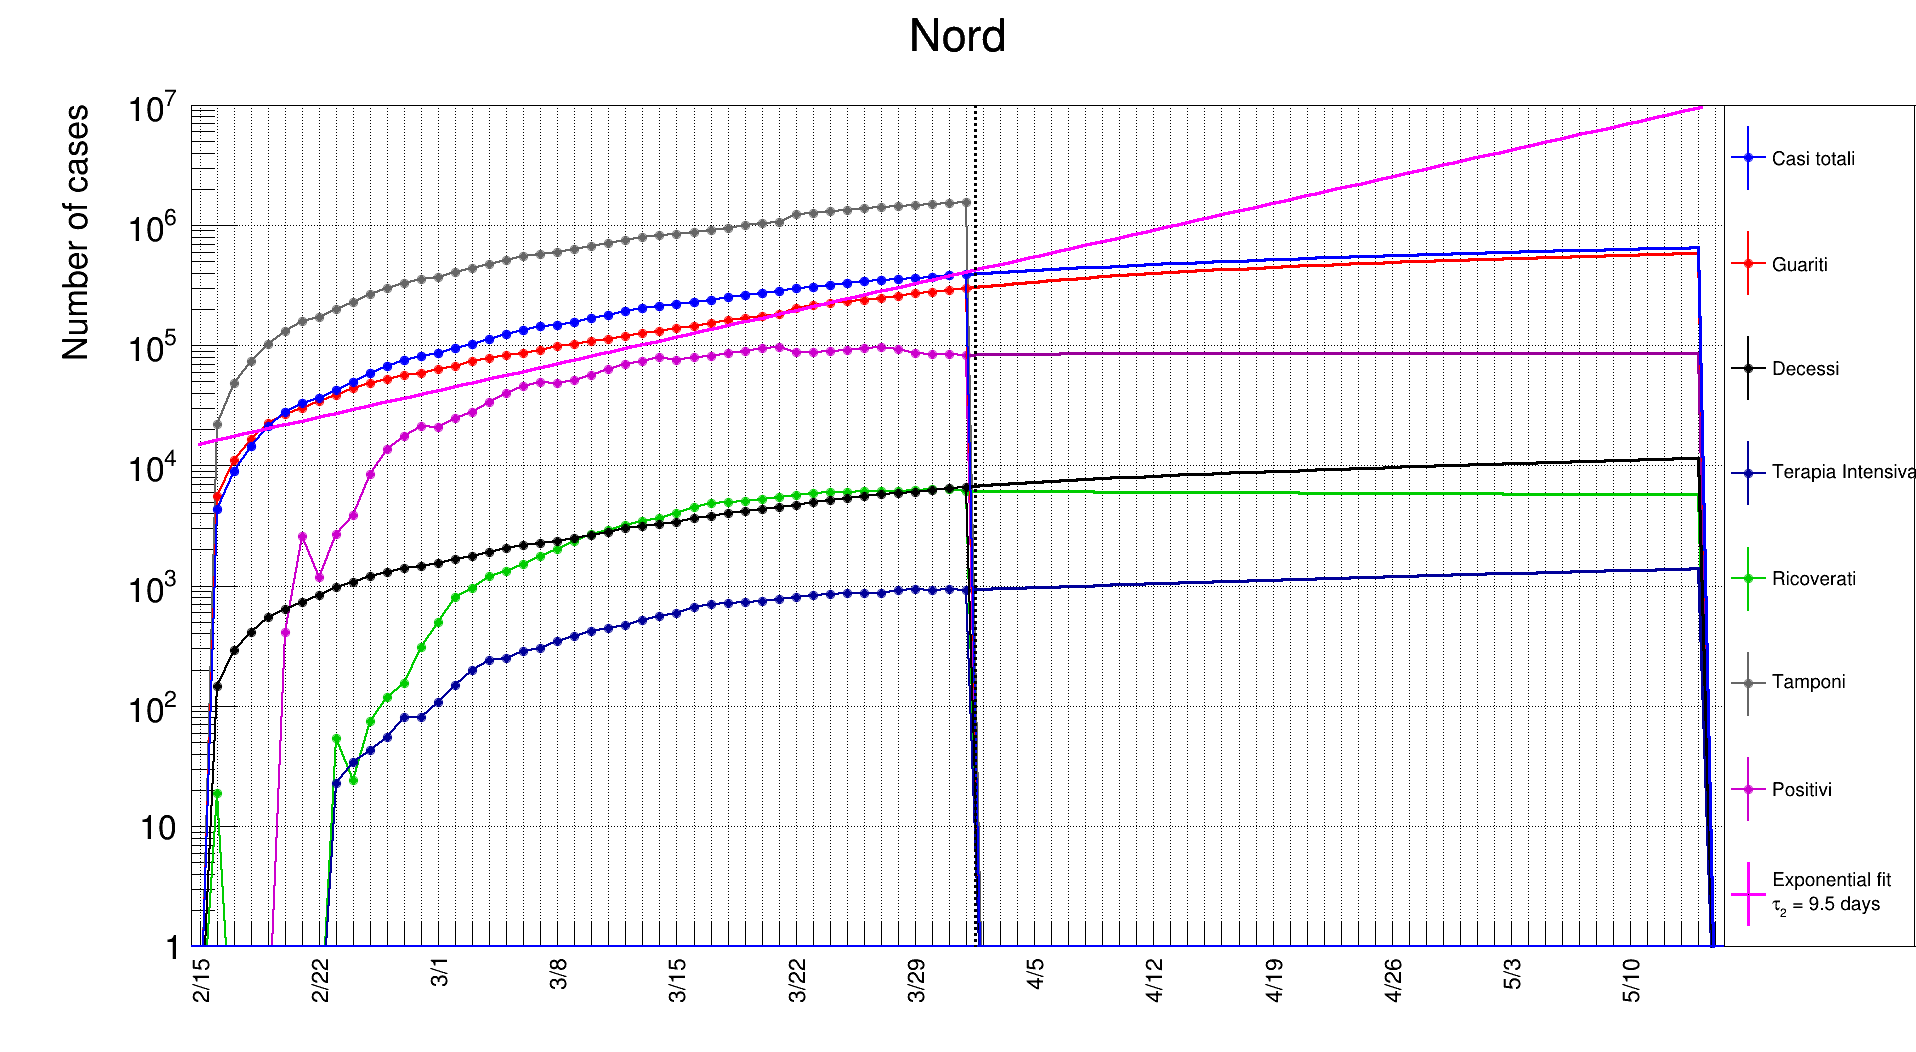 Nord
Number of cases
10^7
10^6
10^5
10^4
10^3
10^2
10
1
2/15 2/22 3/1 3/8 3/15 3/22 3/29 4/5 4/12 4/19 4/26 5/3 5/10
Casi totali
Guariti
Decessi
Terapia Intensiva
Ricoverati
Tamponi
Positivi
Exponential fit
τ_2 = 9.5 days